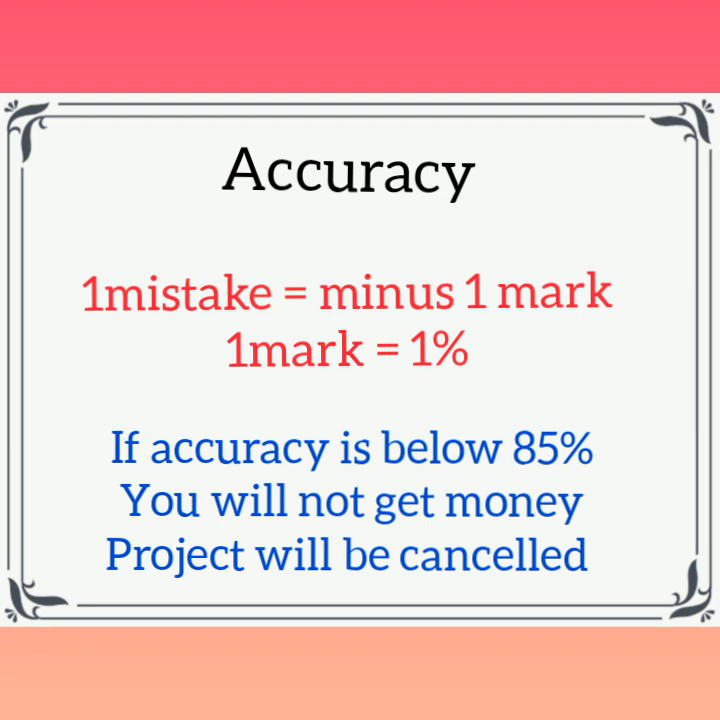 Accuracy
1mistake = minus 1 mark
1mark = 1%
If accuracy is below 85%
You will not get money
Project will be cancelled